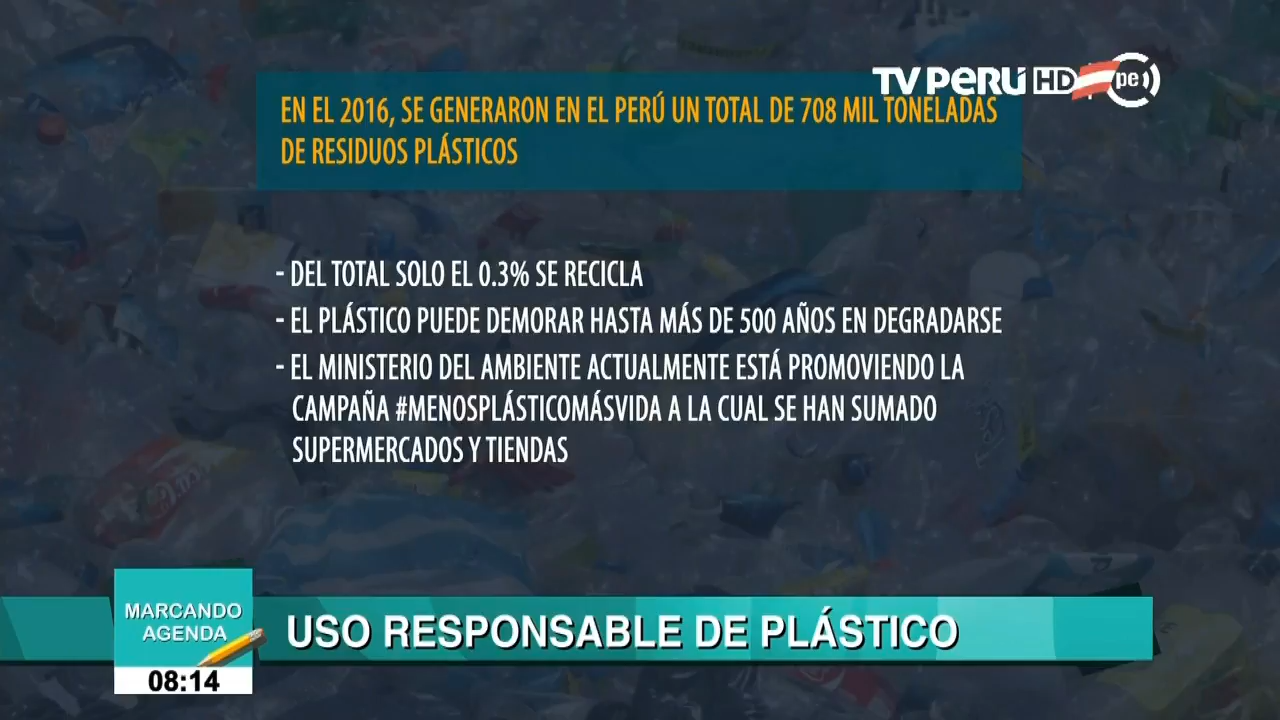 TV PERÚ HD pe
EN EL 2016, SE GENERARON EN EL PERÚ UN TOTAL DE 708 MIL TONELADAS
DE RESIDUOS PLÁSTICOS
- DEL TOTAL SOLO EL 0.3% SE RECICLA
- EL PLÁSTICO PUEDE DEMORAR HASTA MÁS DE 500 AÑOS EN DEGRADARSE
- EL MINISTERIO DEL AMBIENTE ACTUALMENTE ESTÁ PROMOVIENDO LA
CAMPAÑA #MENOSPLÁSTICOMÁSVIDA A LA CUAL SE HAN SUMADO
SUPERMERCADOS Y TIENDAS
MARCANDO
AGENDA
USO RESPONSABLE DE PLÁSTICO
08:14